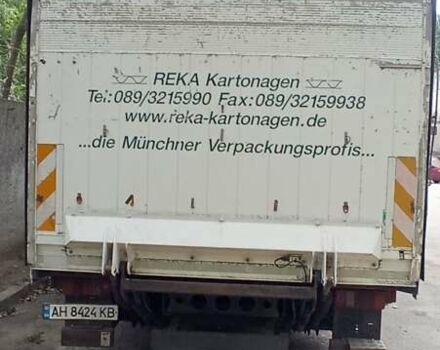 REKA Kartonagen
Tel:089/3215990 Fax:089/32159938
www.reka-kartonagen.de
...die Münchner Verpackungsprofis...
AH 8424 KB